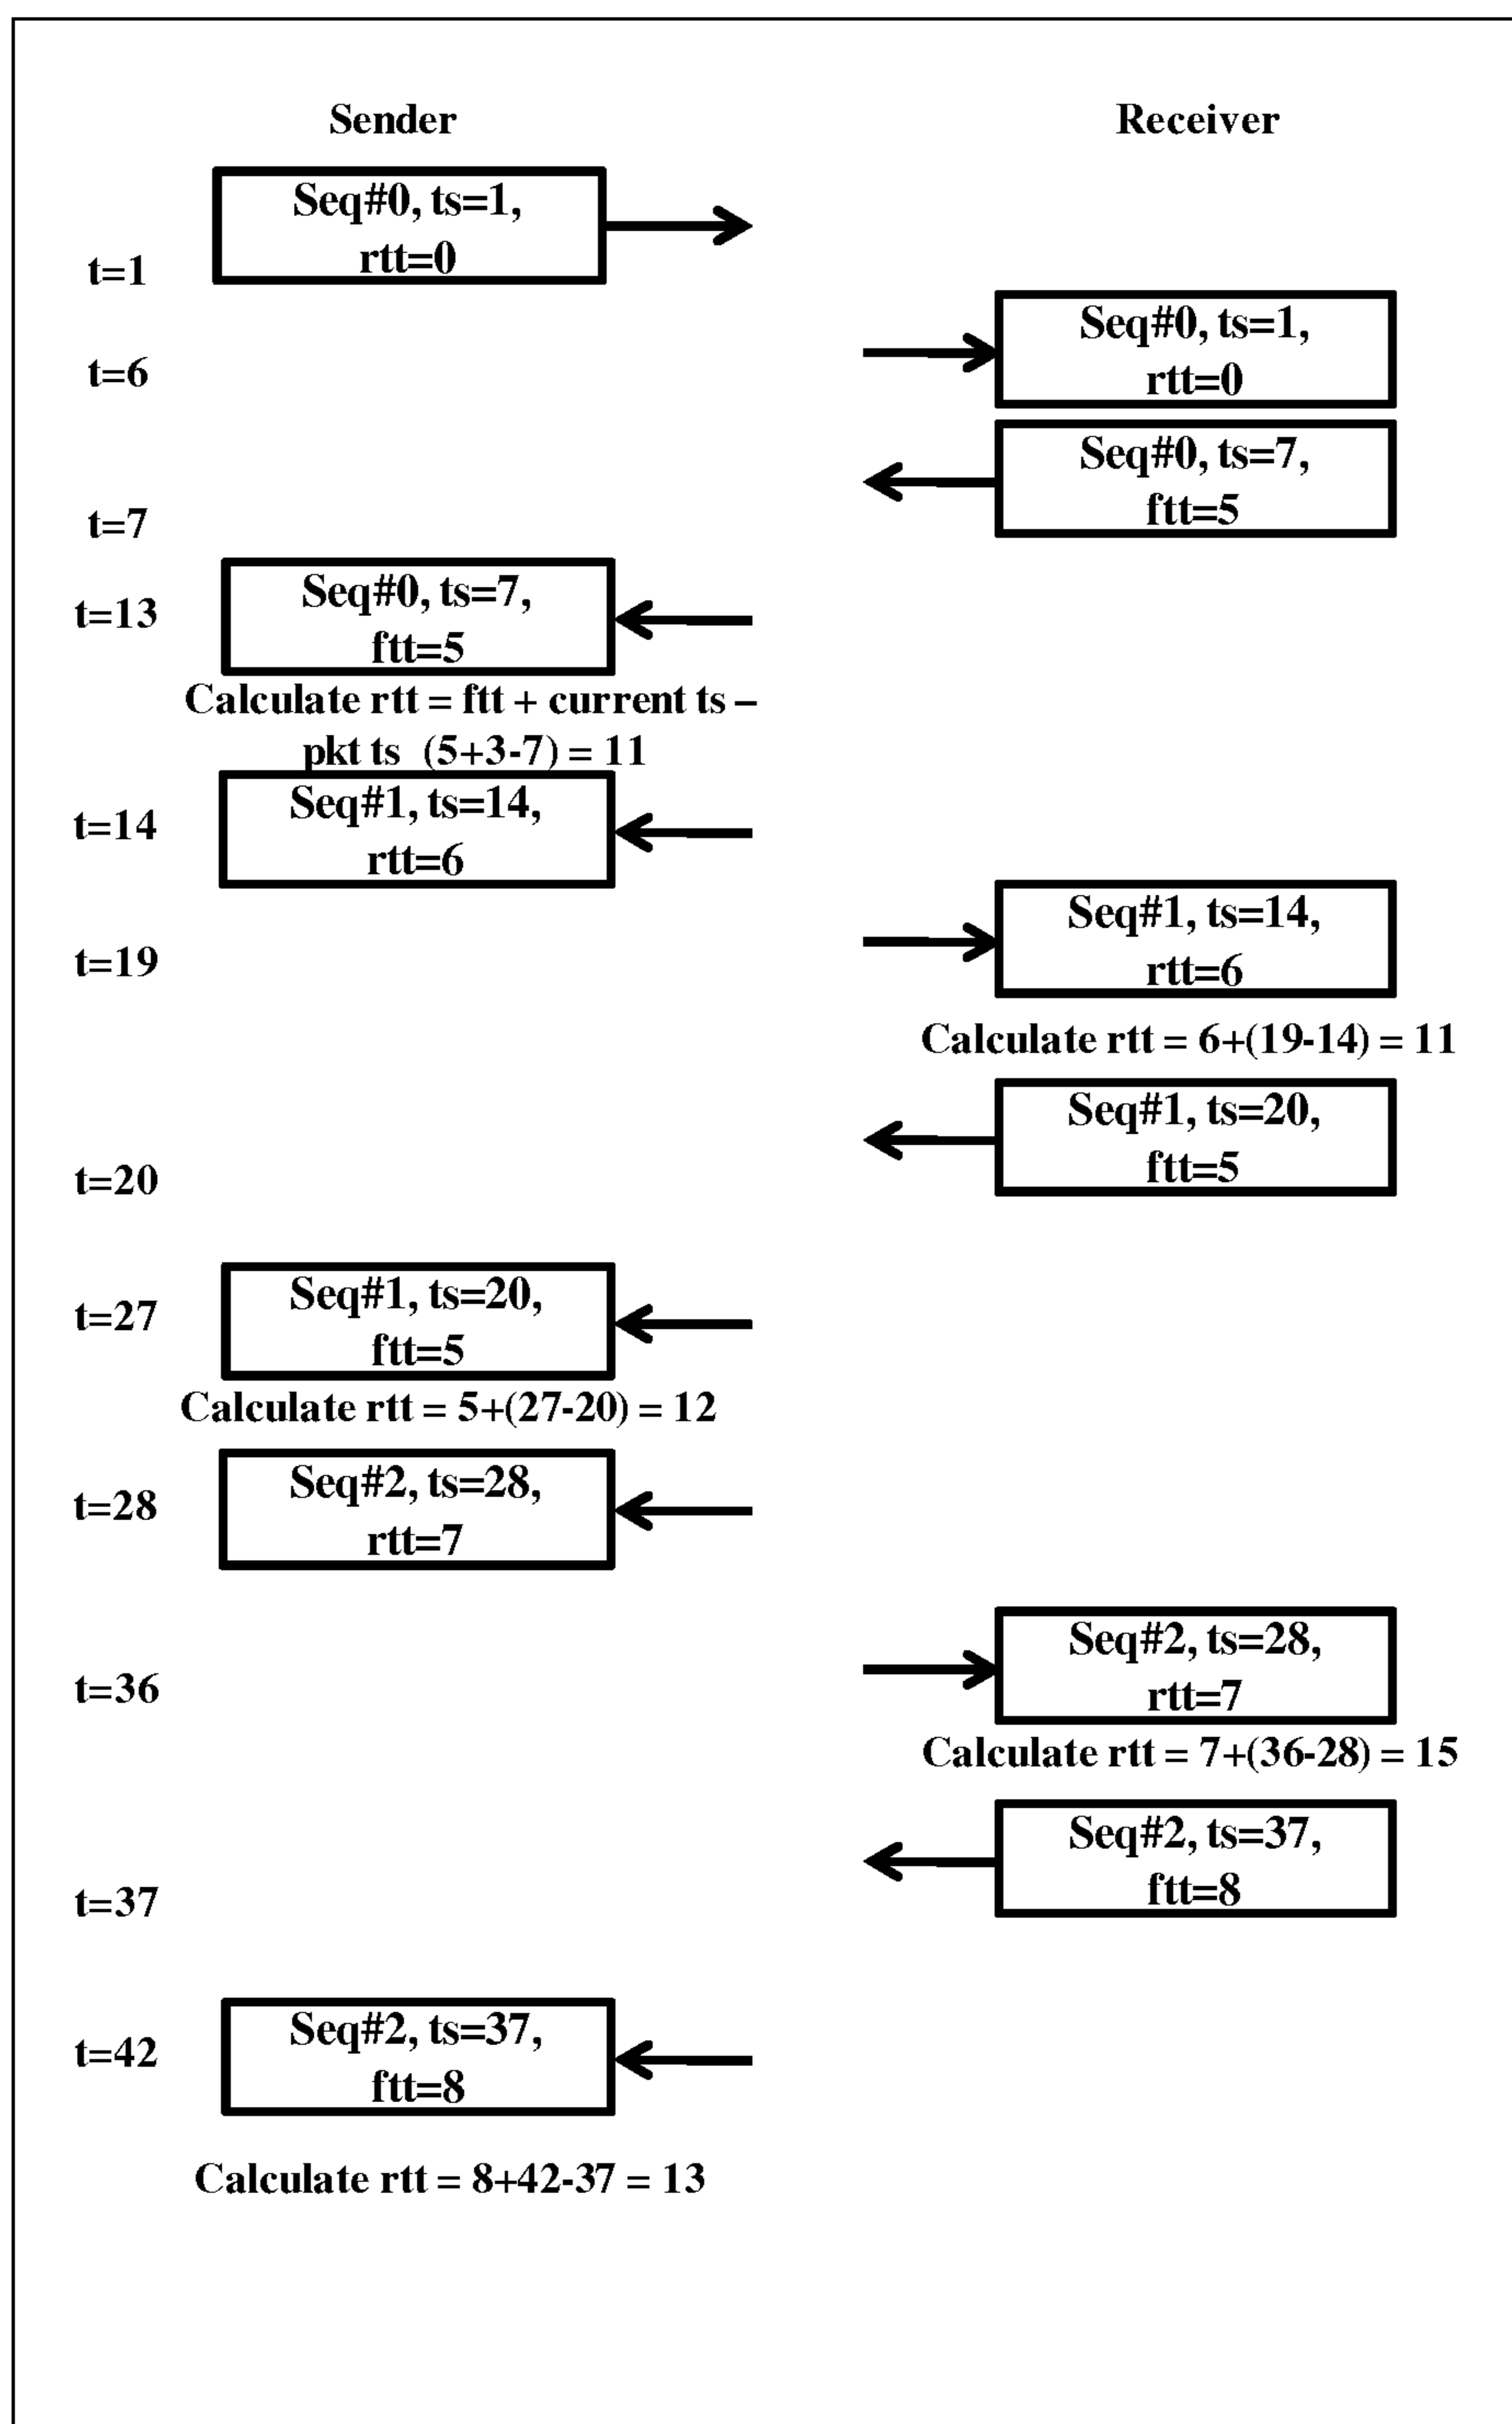 Sender
Receiver
Seq#0, ts=1,
rtt=0
t=1
Seq#0, ts=1,
rtt=0
t=6
Seq#0, ts=7,
ftt=5
t=7
Seq#0, ts=7,
ftt=5
t=13
Calculate rtt = ftt + current ts –
pkt ts (5+3-7) = 11
Seq#1, ts=14,
rtt=6
t=14
Seq#1, ts=14,
rtt=6
t=19
Calculate rtt = 6+(19-14) = 11
Seq#1, ts=20,
ftt=5
t=20
Seq#1, ts=20,
ftt=5
t=27
Calculate rtt = 5+(27-20) = 12
Seq#2, ts=28,
rtt=7
t=28
Seq#2, ts=28,
rtt=7
t=36
Calculate rtt = 7+(36-28) = 15
Seq#2, ts=37,
ftt=8
t=37
Seq#2, ts=37,
ftt=8
t=42
Calculate rtt = 8+42-37 = 13